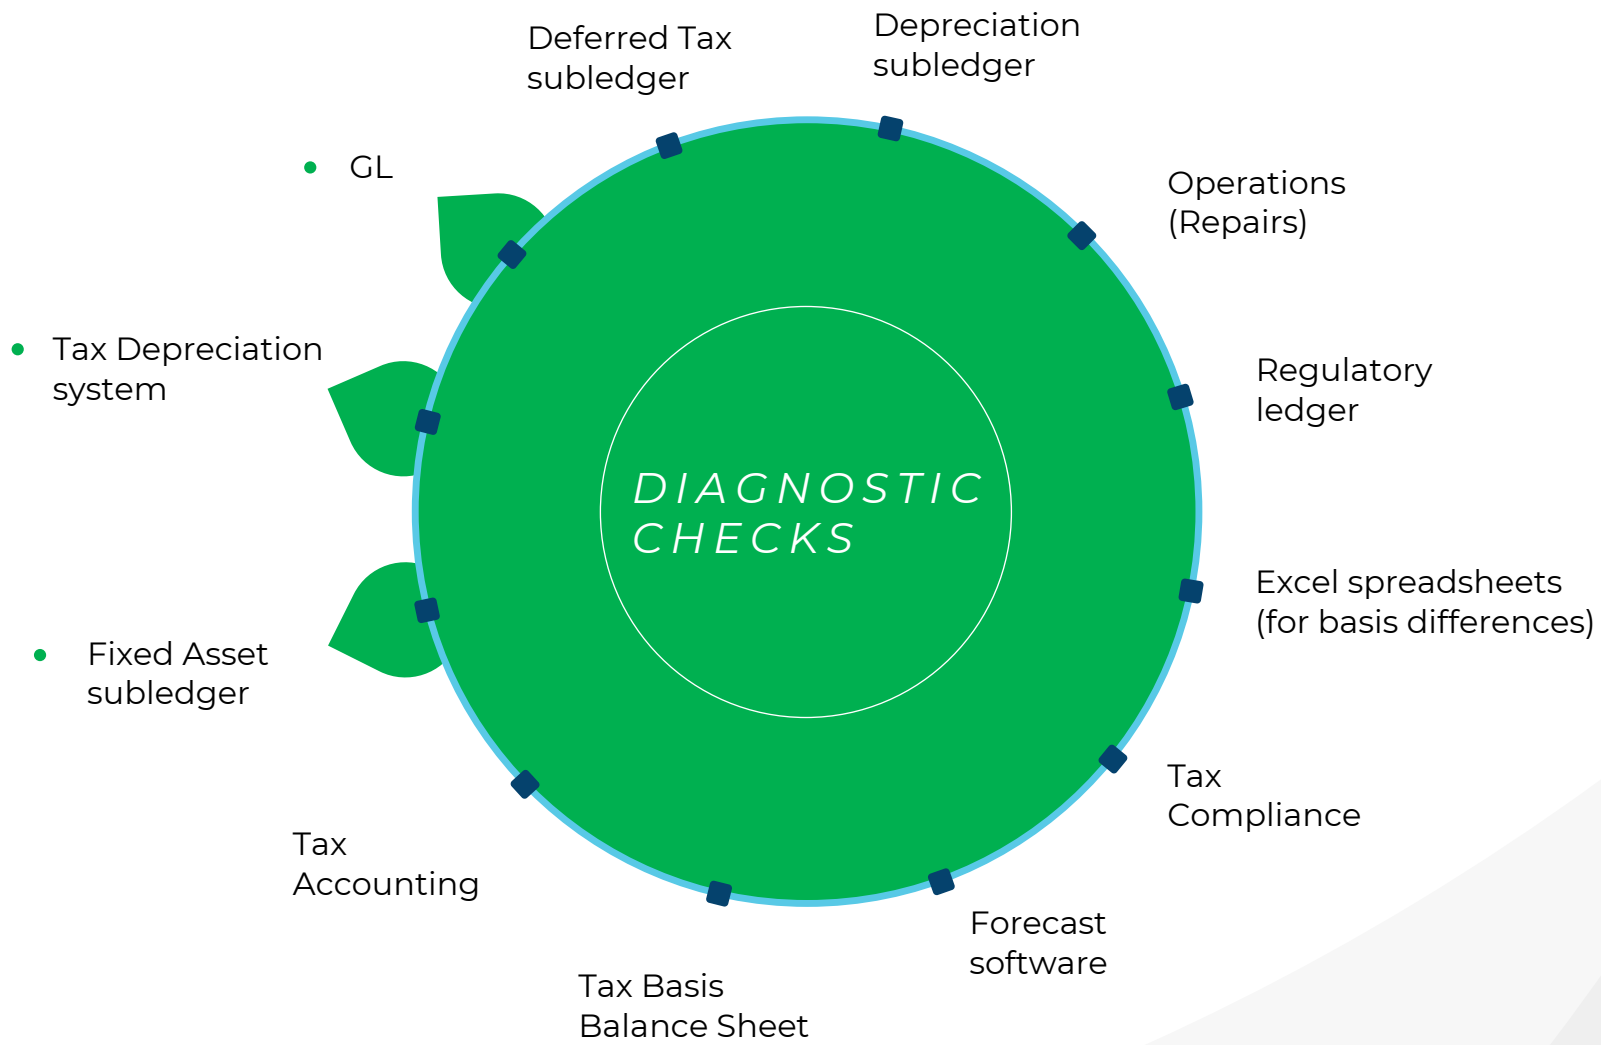 Deferred Tax
subledger
Depreciation
subledger
• GL
Operations
(Repairs)
• Tax Depreciation
system
Regulatory
ledger
DIAGNOSTIC
CHECKS
Excel spreadsheets
(for basis differences)
• Fixed Asset
subledger
Tax
Compliance
Tax
Accounting
Forecast
software
Tax Basis
Balance Sheet